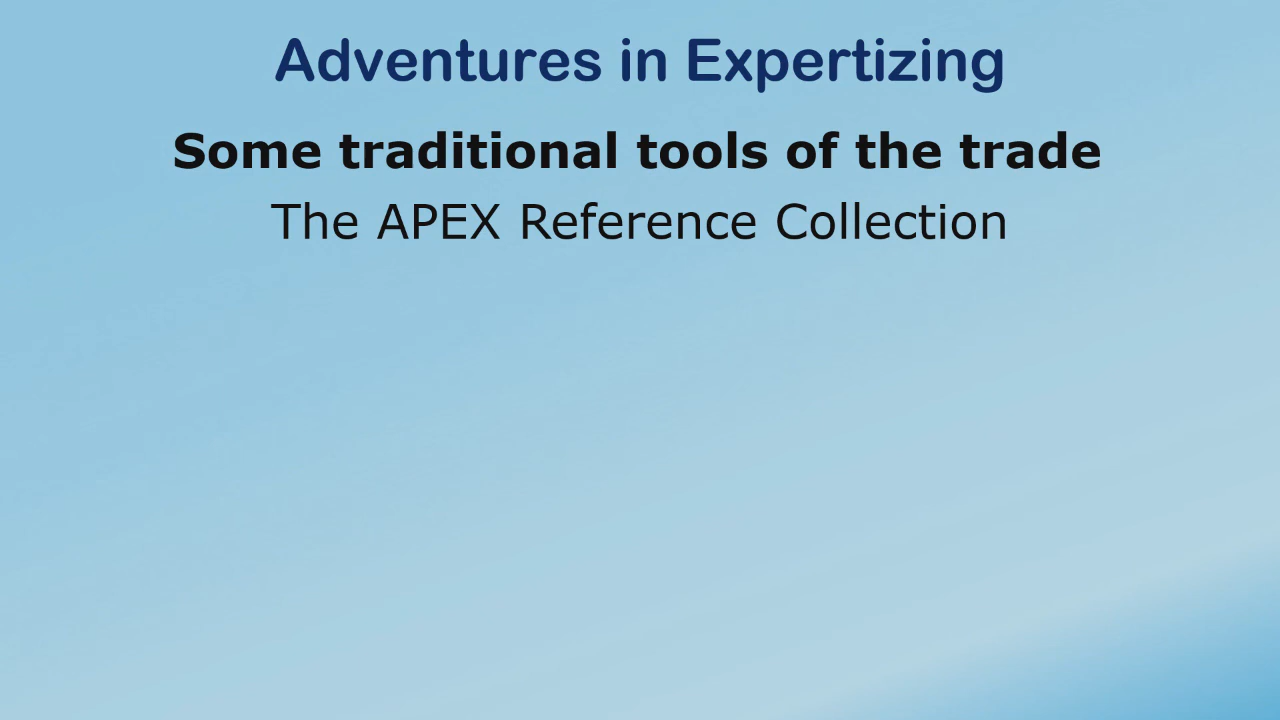 Adventures in Expertizing
Some traditional tools of the trade
The APEX Reference Collection